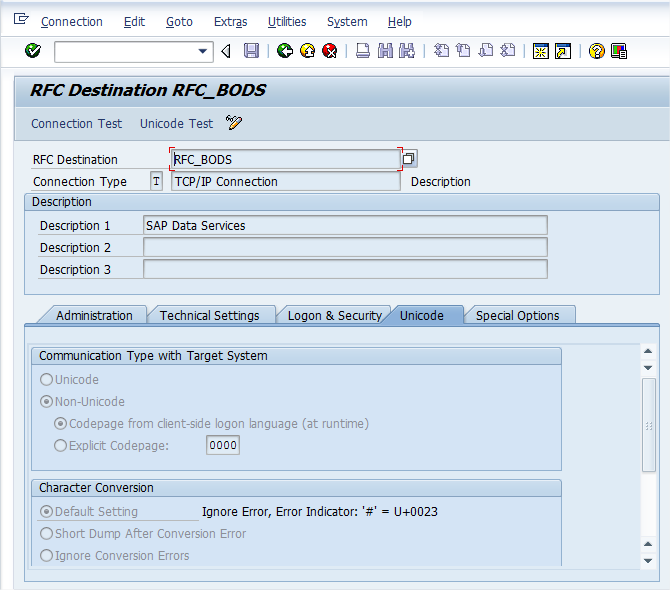 Connection Edit Goto Extras Utilities System Help
RFC Destination RFC_BODS
Connection Test Unicode Test
RFC Destination RFC_BODS
Connection Type T TCP/IP Connection Description
Description
Description 1 SAP Data Services
Description 2
Description 3
Administration Technical Settings Logon & Security Unicode Special Options
Communication Type with Target System
Unicode
Non-Unicode
Codepage from client-side logon language (at runtime)
Explicit Codepage: 0000
Character Conversion
Default Setting Ignore Error, Error Indicator: '#' = U+0023
Short Dump After Conversion Error
Ignore Conversion Errors